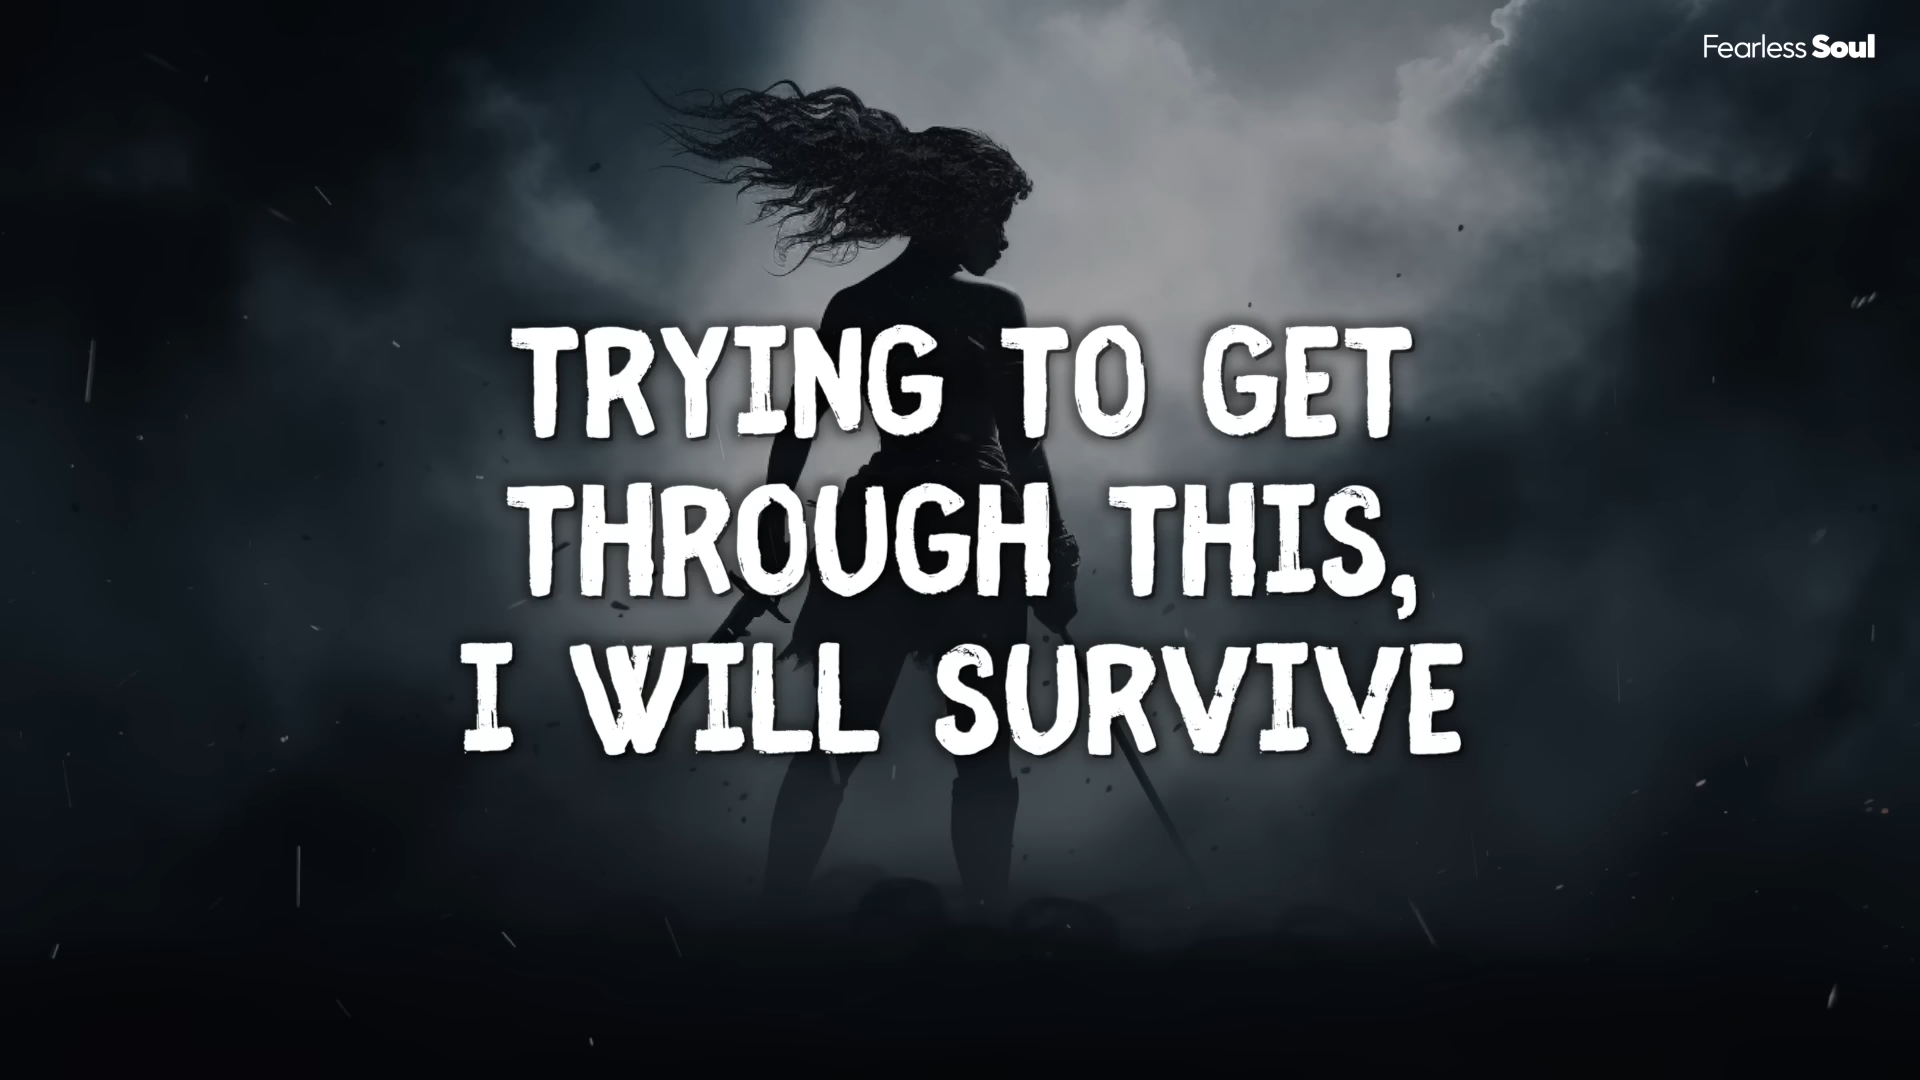 Fearless Soul
TRYING TO GET
THROUGH THIS,
I WILL SURVIVE